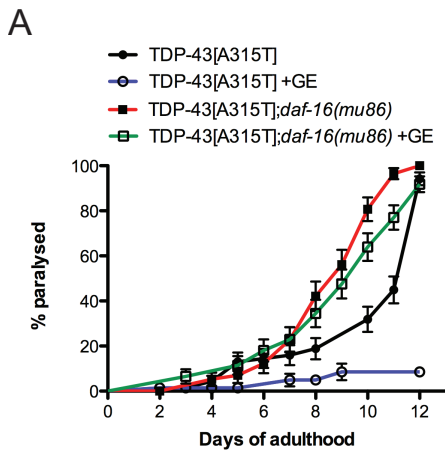 A
TDP-43[A315T]
TDP-43[A315T] +GE
TDP-43[A315T];daf-16(mu86)
TDP-43[A315T];daf-16(mu86) +GE
100
80
60
40
20
0
% paralysed
0 2 4 6 8 10 12
Days of adulthood